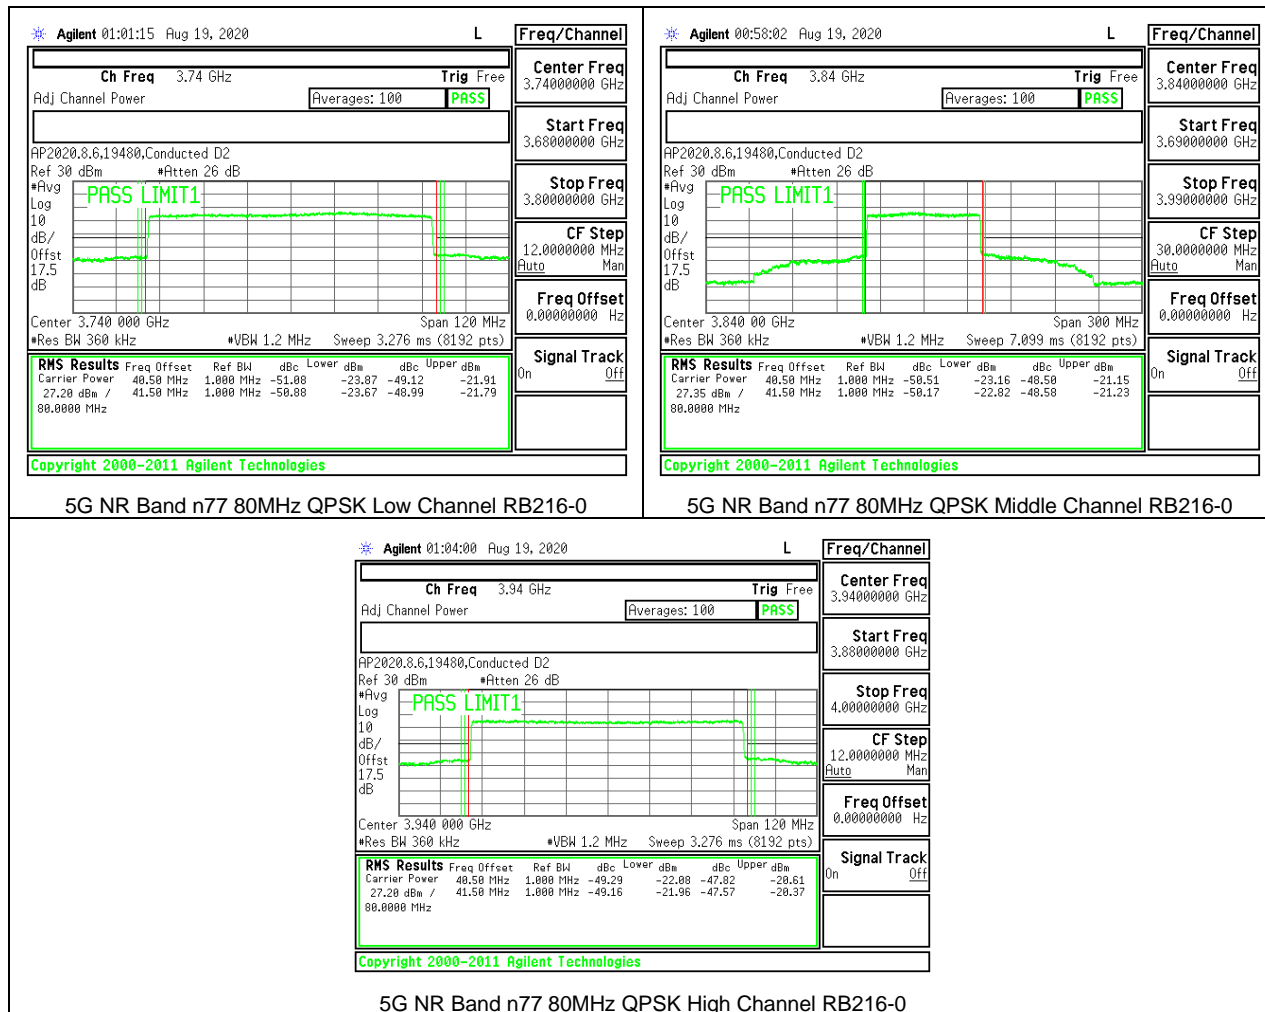 Agilent 01:01:15 Aug 19, 2020 L Freq/Channel
Ch Freq 3.74 GHz Trig Free
Adj Channel Power Averages: 100 PASS
AP2020.8.6,19480,Conducted D2
Ref 30 dBm #Atten 26 dB
#Avg
Log
10
dB/
Offst
17.5
dB
PASS LIMIT1
Center 3.740 000 GHz Span 120 MHz
#Res BW 360 kHz #VBW 1.2 MHz Sweep 3.276 ms (8192 pts)
RMS Results Freq Offset Ref BW dBc Lower dBm dBc Upper dBm
Carrier Power 40.50 MHz 1.000 MHz -51.08 -23.87 -49.12 -21.91
27.20 dBm / 41.50 MHz 1.000 MHz -50.88 -23.67 -48.99 -21.79
80.0000 MHz
Copyright 2000-2011 Agilent Technologies
Center Freq
3.74000000 GHz
Start Freq
3.68000000 GHz
Stop Freq
3.80000000 GHz
CF Step
12.0000000 MHz
Auto Man
Freq Offset
0.00000000 Hz
Signal Track
On Off
5G NR Band n77 80MHz QPSK Low Channel RB216-0
Agilent 00:58:02 Aug 19, 2020 L Freq/Channel
Ch Freq 3.84 GHz Trig Free
Adj Channel Power Averages: 100 PASS
AP2020.8.6,19480,Conducted D2
Ref 30 dBm #Atten 26 dB
#Avg
Log
10
dB/
Offst
17.5
dB
PASS LIMIT1
Center 3.840 00 GHz Span 300 MHz
#Res BW 360 kHz #VBW 1.2 MHz Sweep 7.099 ms (8192 pts)
RMS Results Freq Offset Ref BW dBc Lower dBm dBc Upper dBm
Carrier Power 40.50 MHz 1.000 MHz -50.51 -23.16 -48.50 -21.15
27.35 dBm / 41.50 MHz 1.000 MHz -50.17 -22.82 -48.58 -21.23
80.0000 MHz
Copyright 2000-2011 Agilent Technologies
Center Freq
3.84000000 GHz
Start Freq
3.69000000 GHz
Stop Freq
3.99000000 GHz
CF Step
30.0000000 MHz
Auto Man
Freq Offset
0.00000000 Hz
Signal Track
On Off
5G NR Band n77 80MHz QPSK Middle Channel RB216-0
Agilent 01:04:00 Aug 19, 2020 L Freq/Channel
Ch Freq 3.94 GHz Trig Free
Adj Channel Power Averages: 100 PASS
AP2020.8.6,19480,Conducted D2
Ref 30 dBm #Atten 26 dB
#Avg
Log
10
dB/
Offst
17.5
dB
PASS LIMIT1
Center 3.940 000 GHz Span 120 MHz
#Res BW 360 kHz #VBW 1.2 MHz Sweep 3.276 ms (8192 pts)
RMS Results Freq Offset Ref BW dBc Lower dBm dBc Upper dBm
Carrier Power 40.50 MHz 1.000 MHz -49.29 -22.08 -47.82 -20.61
27.20 dBm / 41.50 MHz 1.000 MHz -49.16 -21.96 -47.57 -20.37
80.0000 MHz
Copyright 2000-2011 Agilent Technologies
Center Freq
3.94000000 GHz
Start Freq
3.88000000 GHz
Stop Freq
4.00000000 GHz
CF Step
12.0000000 MHz
Auto Man
Freq Offset
0.00000000 Hz
Signal Track
On Off
5G NR Band n77 80MHz QPSK High Channel RB216-0